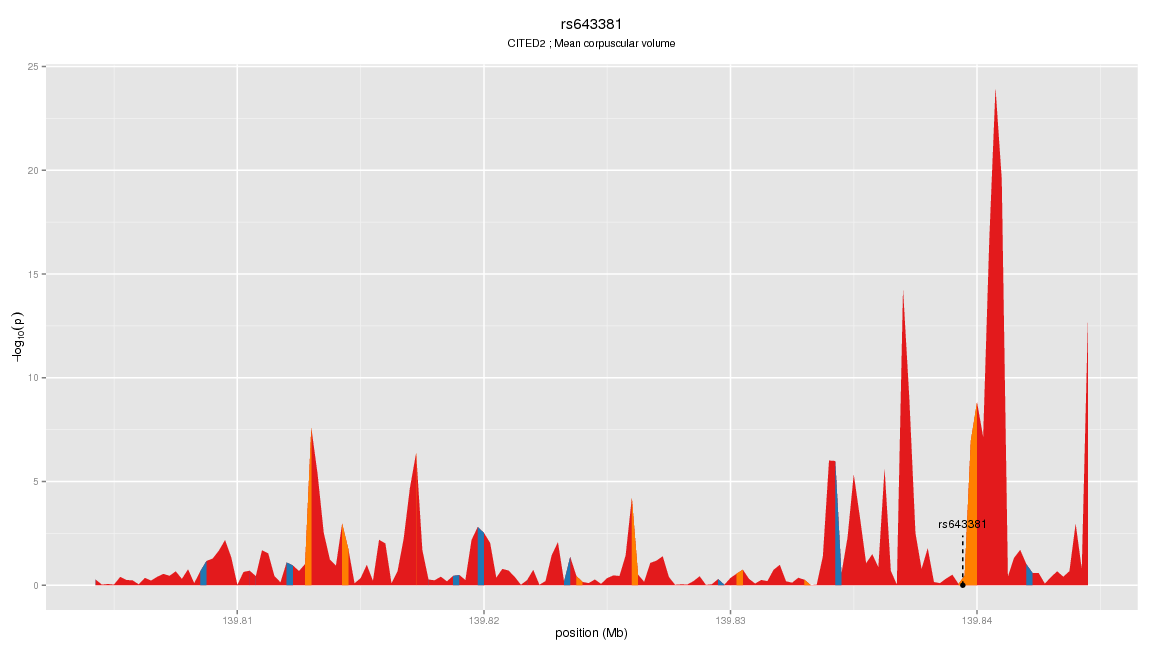 rs643381
CITED2 ; Mean corpuscular volume
25
20
15
10
5
0
−log₁₀(p)
rs643381
139.81
139.82
139.83
139.84
position (Mb)